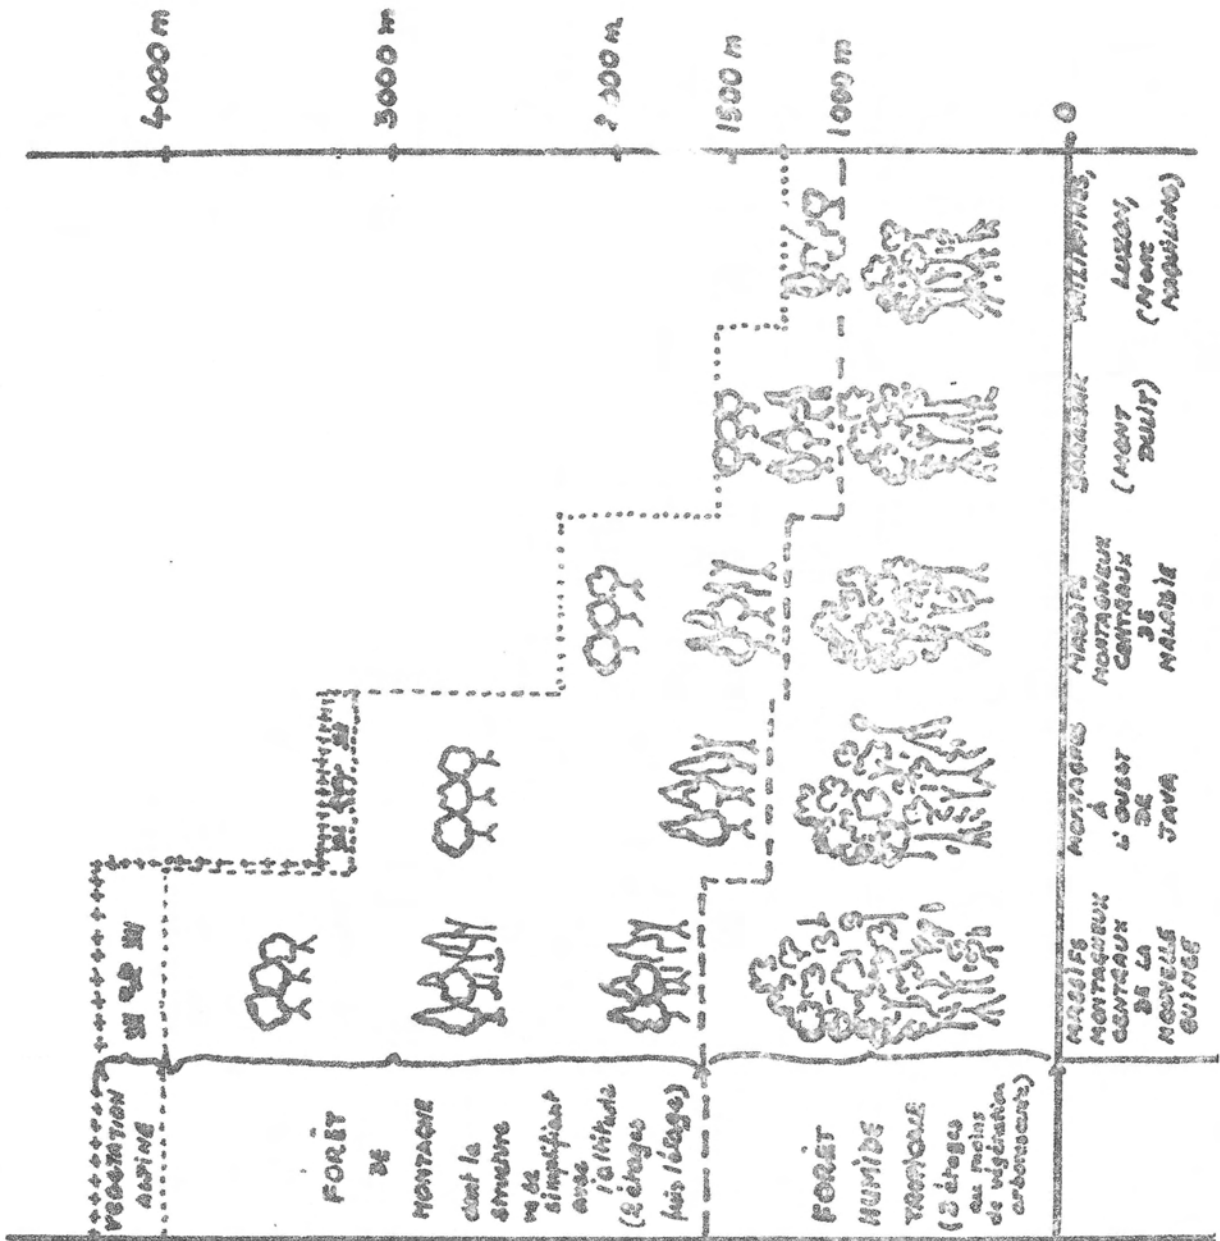 VÉGÉTATION
ALPINE
FORÊT
DE
MONTAGNE
dont la
structure
va se
simplifiant
avec
l'altitude
(2 étages
puis 1 étage)
FORÊT
HUMIDE
TROPICALE
(3 étages
au moins
de végétation
arborescente)
4000 m
3000 m
2000 m
1500 m
1000 m
0
MASSIFS
MONTAGNEUX
CENTRAUX
DE LA
NOUVELLE
GUINÉE
MONTAGNE
À
L'OUEST
DE
JAVA
MASSIFS
MONTAGNEUX
CENTRAUX
DE
MALAISIE
SARAWAK
(MONT
DULIT)
PHILIPPINES,
LUZON,
(MONT
MAQUILING)